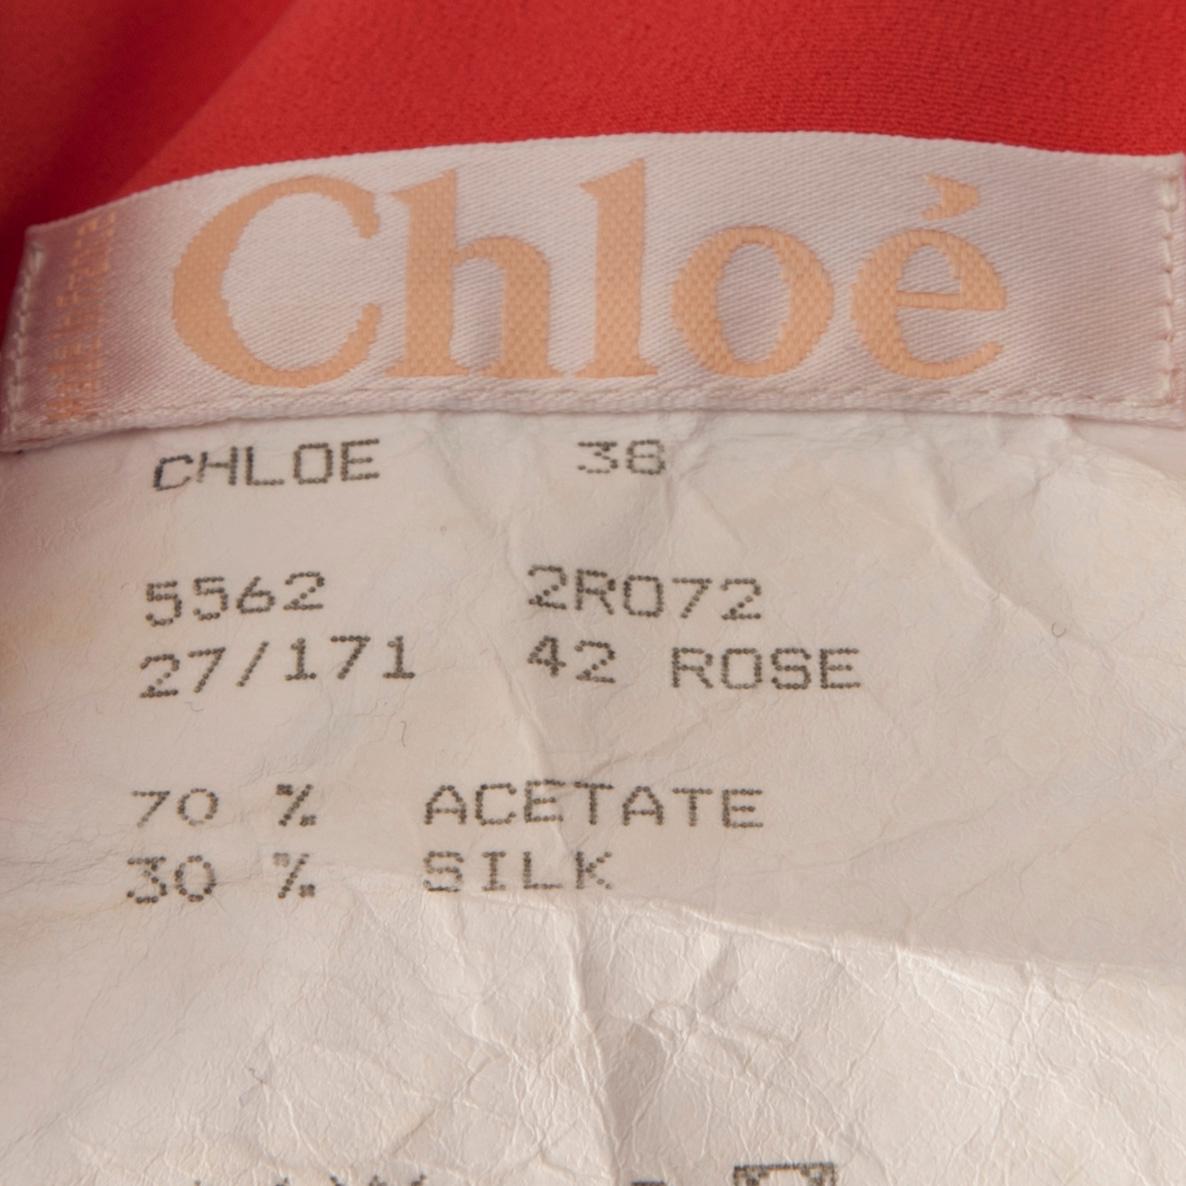 Chloé
CHLOE 38
5562 2R072
27/171 42 ROSE
70 % ACETATE
30 % SILK